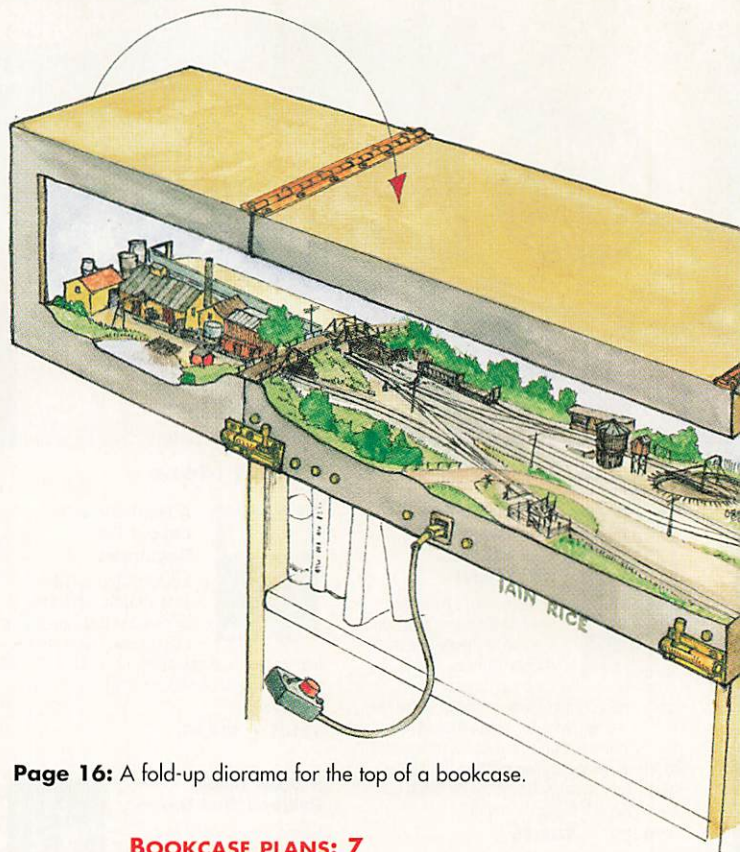 IAIN RICE
Page 16: A fold-up diorama for the top of a bookcase.
BOOKCASE PLANS: 7